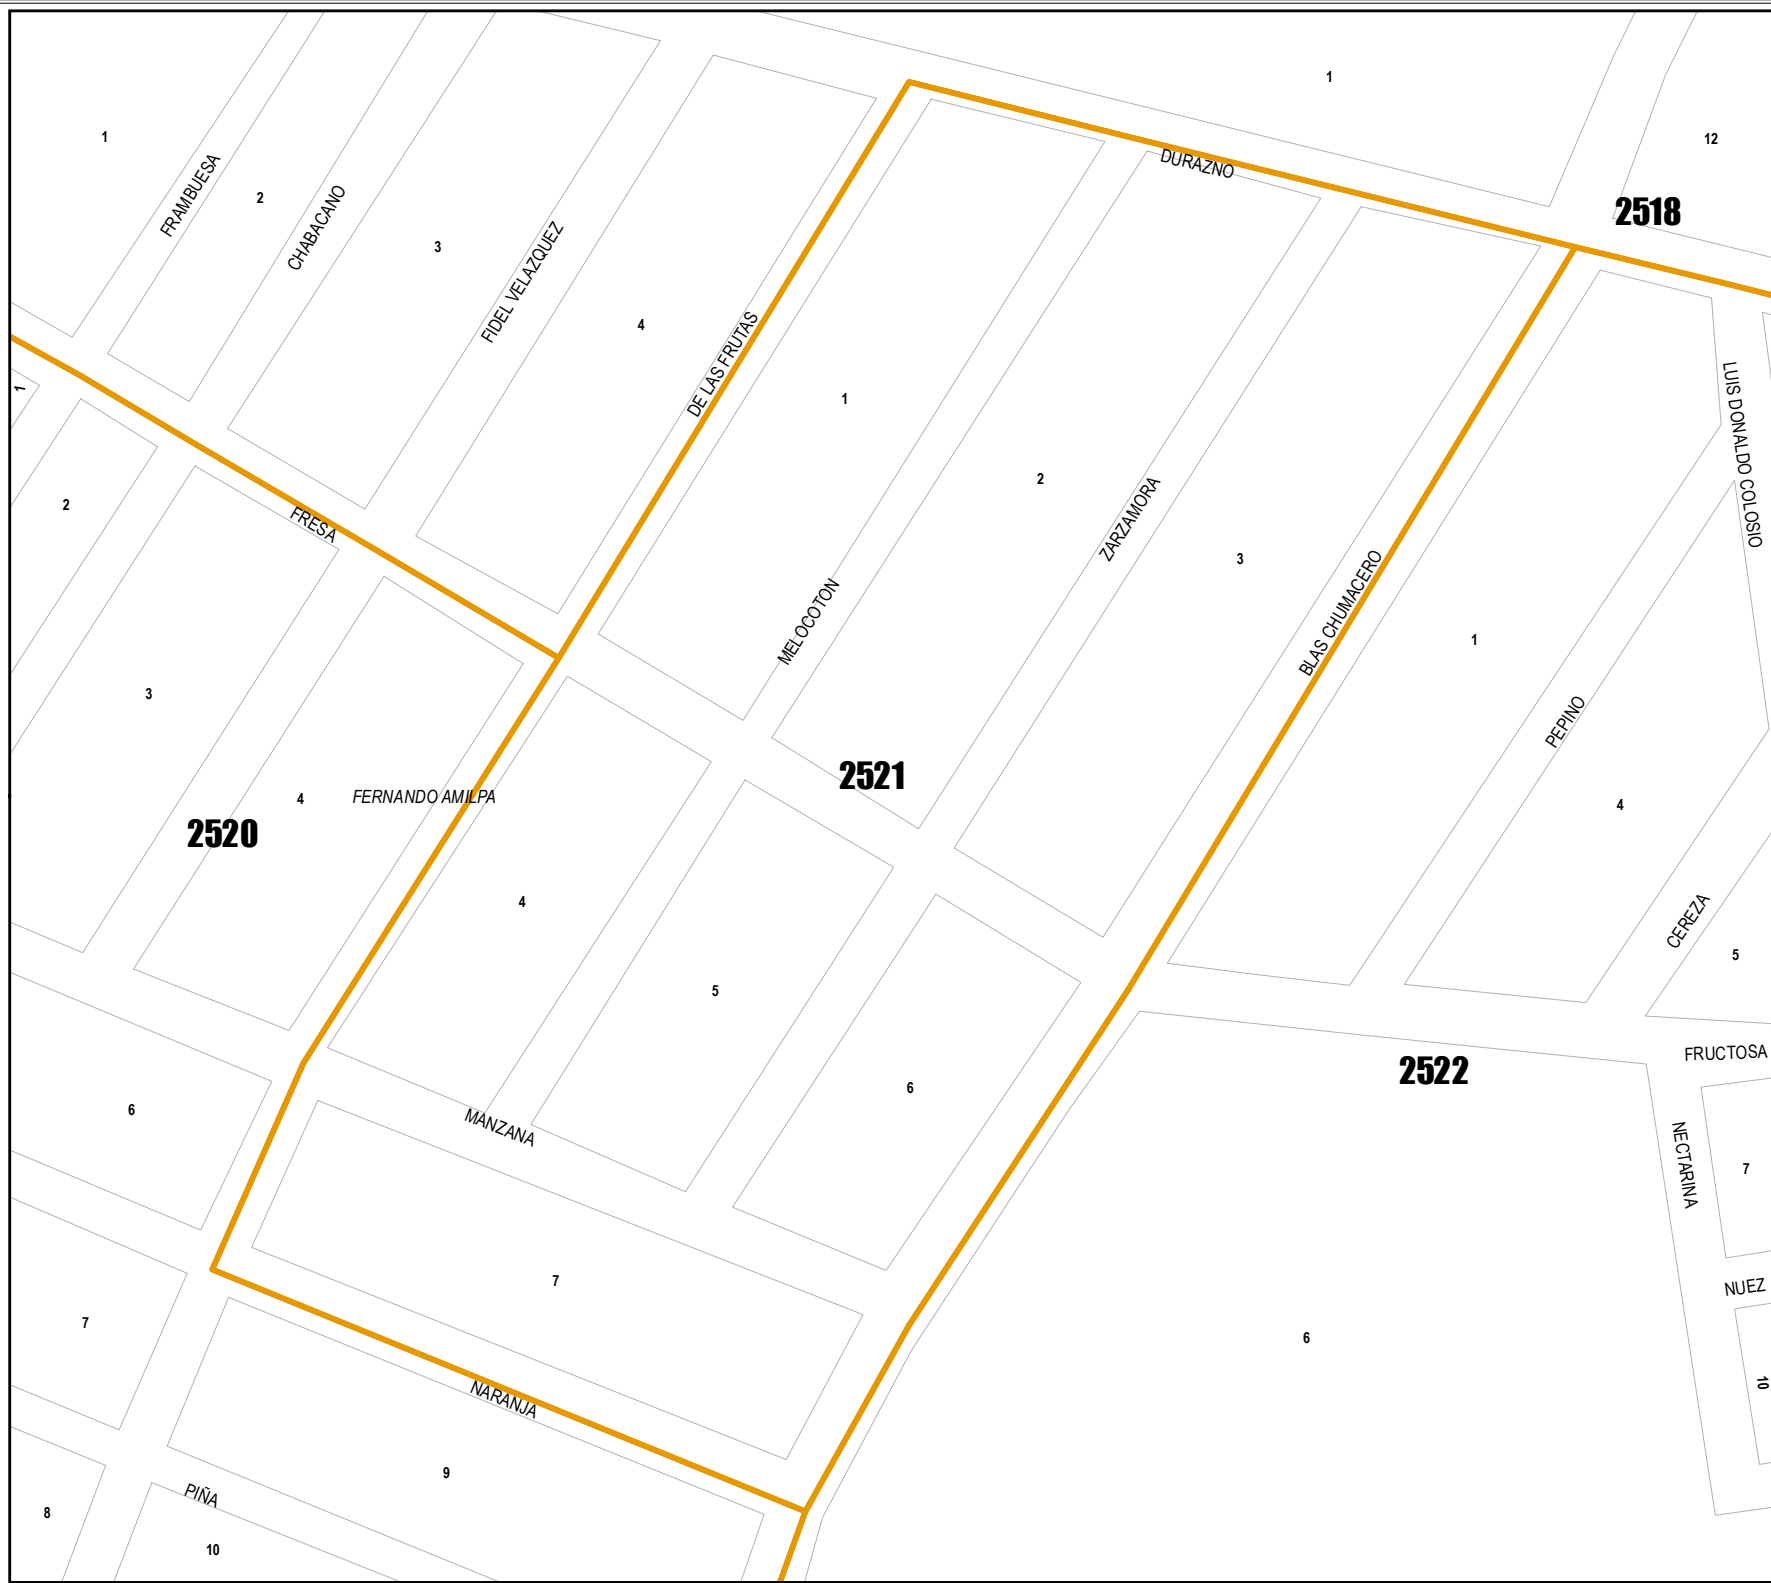 1
1
12
FRAMBUESA
2
CHABACANO
3
DURAZNO
2518
FIDEL VELAZQUEZ
4
DE LAS FRUTAS
1
1
LUIS DONALDO COLOSIO
2
2
FRESA
ZARZAMORA
3
MELOCOTON
BLAS CHUMACERO
1
3
PEPINO
2521
4
FERNANDO AMILPA
4
2520
4
CEREZA
5
5
FRUCTOSA
2522
6
6
MANZANA
NECTARINA
7
7
NUEZ
7
6
10
NARANJA
9
PIÑA
8
10